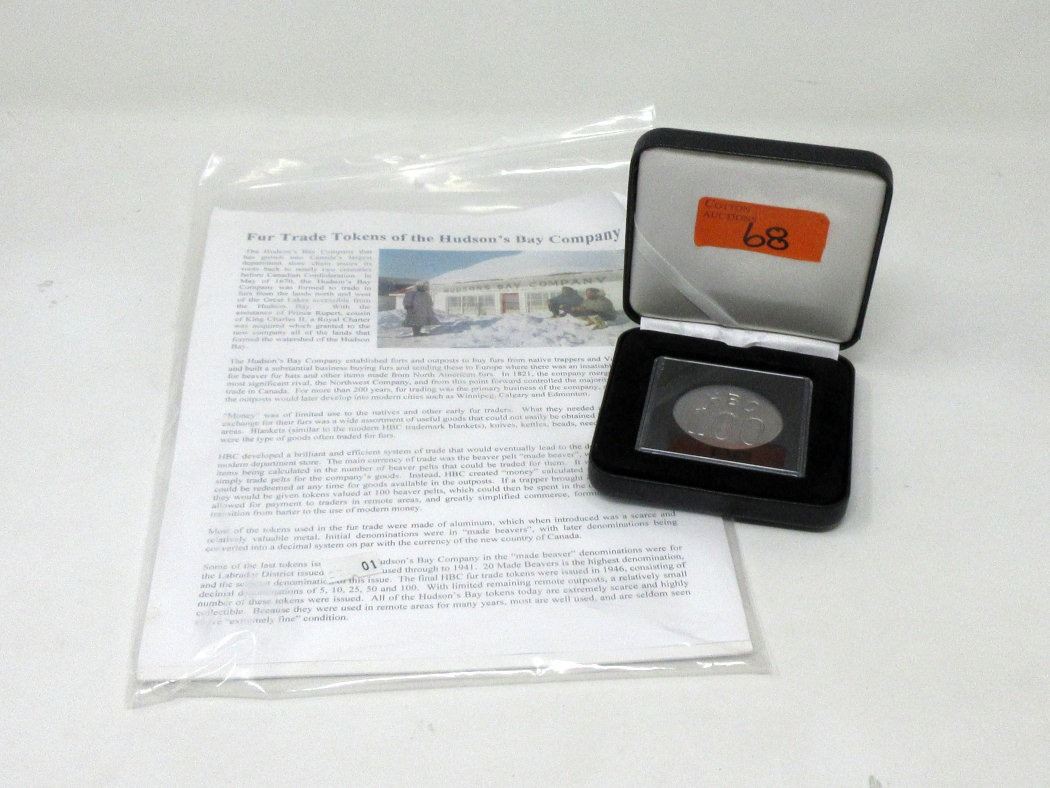 Fur Trade Tokens of the Hudson's Bay Company
The Hudson's Bay Company that
has grown into Canada's largest
department store chain traces its
roots back to nearly two centuries
before Canadian Confederation. In
May of 1670, the Hudson's Bay
Company was formed to trade in
furs from the lands north and west
of the Great Lakes accessible from
the Hudson Bay. With the
assistance of Prince Rupert, cousin
of King Charles II, a Royal Charter
was acquired which granted to the
new company all of the lands that
formed the watershed of the Hudson
Bay.
HUDSON'S BAY COMPANY
The Hudson's Bay Company established forts and outposts to buy furs from native trappers and
and built a substantial business buying furs and sending these to Europe where there was an insatiab
for beaver fur hats and other items made from North American furs. In 1821, the company merg
most significant rival, the Northwest Company, and from this point forward controlled the majori
trade in Canada. For more than 200 years, fur trading was the primary business of the company,
the outposts would later develop into modern cities such as Winnipeg, Calgary and Edmonton.
"Money" was of limited use to the natives and other early fur traders. What they needed
exchange for their furs was a wide assortment of useful goods that could not easily be obtained
areas. Blankets (similar to the modern HBC trademark blankets), knives, kettles, beads, need
were the type of goods often traded for furs.
HBC developed a brilliant and efficient system of trade that would eventually lead to the d
modern department store. The main currency of trade was the beaver pelt "made beaver",
items being calculated in the number of beaver pelts that could be traded for them. It
simply trade pelts for the company's goods. Instead, HBC created "money" calculated
could be redeemed at any time for goods available in the outposts. If a trapper brought
they would be given tokens valued at 100 beaver pelts, which could then be spent in the
allowed for payment to traders in remote areas, and greatly simplified commerce, form
transition from barter to the use of modern money.
Most of the tokens used in the fur trade were made of aluminum, which when introduced was a scarce and
relatively valuable metal. Initial denominations were in "made beavers", with later denominations being
converted into a decimal system on par with the currency of the new country of Canada.
Some of the last tokens is udson's Bay Company in the "made beaver" denominations were for
the Labrador District issued used through to 1941. 20 Made Beavers is the highest denomination,
and the denomination of this issue. The final HBC fur trade tokens were issued in 1946, consisting of
decimal denominations of 5, 10, 25, 50 and 100. With limited remaining remote outposts, a relatively small
number of these tokens were issued. All of the Hudson's Bay tokens today are extremely scarce and highly
collectible. Because they were used in remote areas for many years, most are well used, and are seldom seen
"extremely fine" condition.
01
COTTON
AUCTIONS
68
100